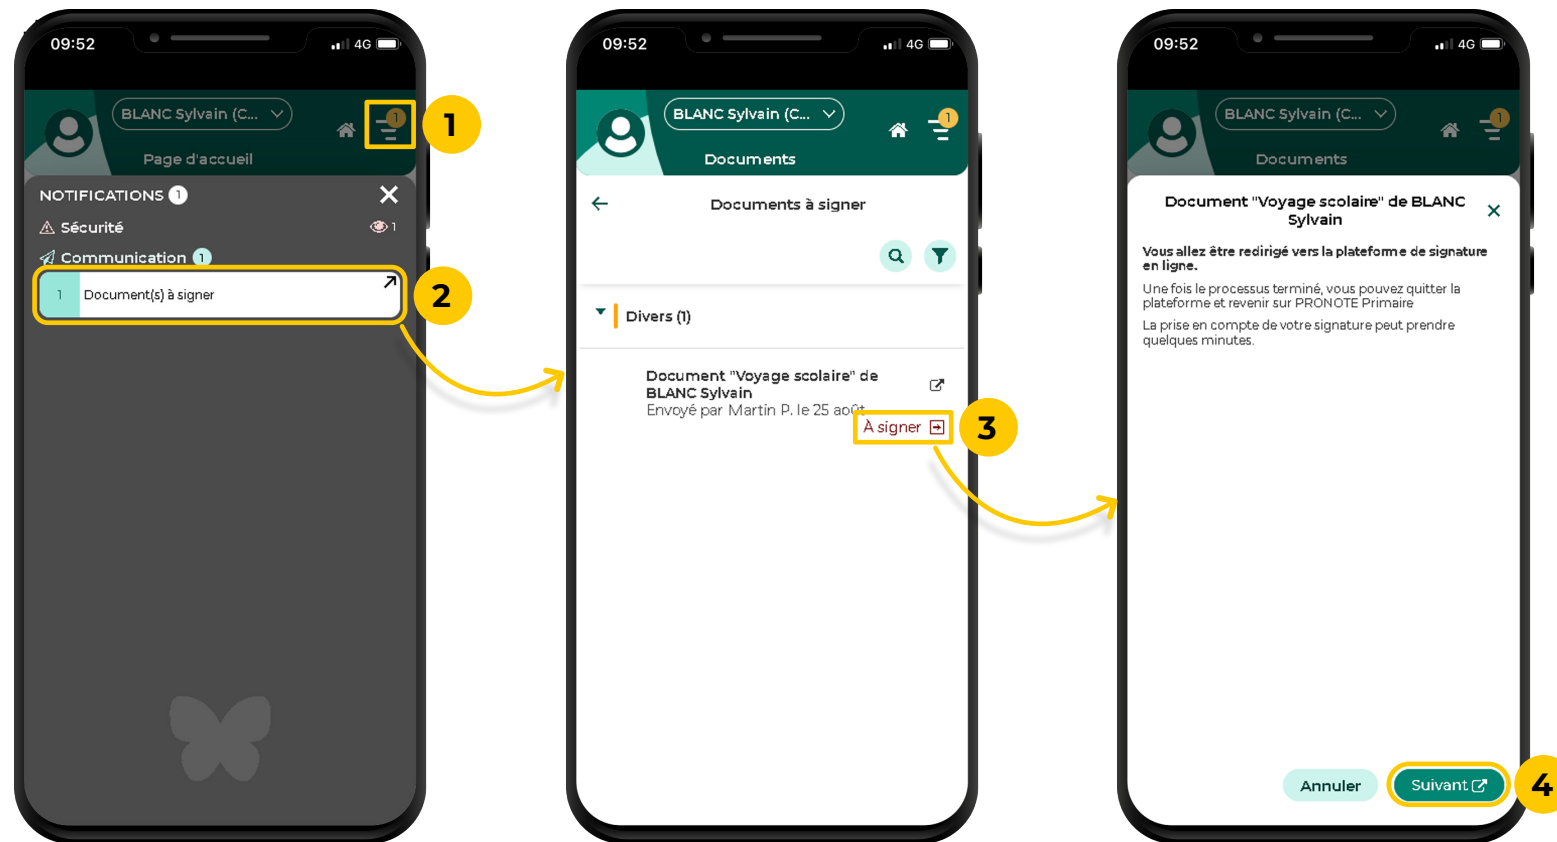 09:52
4G
BLANC Sylvain (C...
1
Page d'accueil
1
NOTIFICATIONS 1
Sécurité
1
Communication 1
1 Document(s) à signer
2
09:52
4G
BLANC Sylvain (C...
1
Documents
Documents à signer
Divers (1)
Document "Voyage scolaire" de
BLANC Sylvain
Envoyé par Martin P. le 25 août
À signer
3
09:52
4G
BLANC Sylvain (C...
1
Documents
Document "Voyage scolaire" de BLANC
Sylvain
Vous allez être redirigé vers la plateforme de signature
en ligne.
Une fois le processus terminé, vous pouvez quitter la
plateforme et revenir sur PRONOTE Primaire
La prise en compte de votre signature peut prendre
quelques minutes.
Annuler
Suivant
4